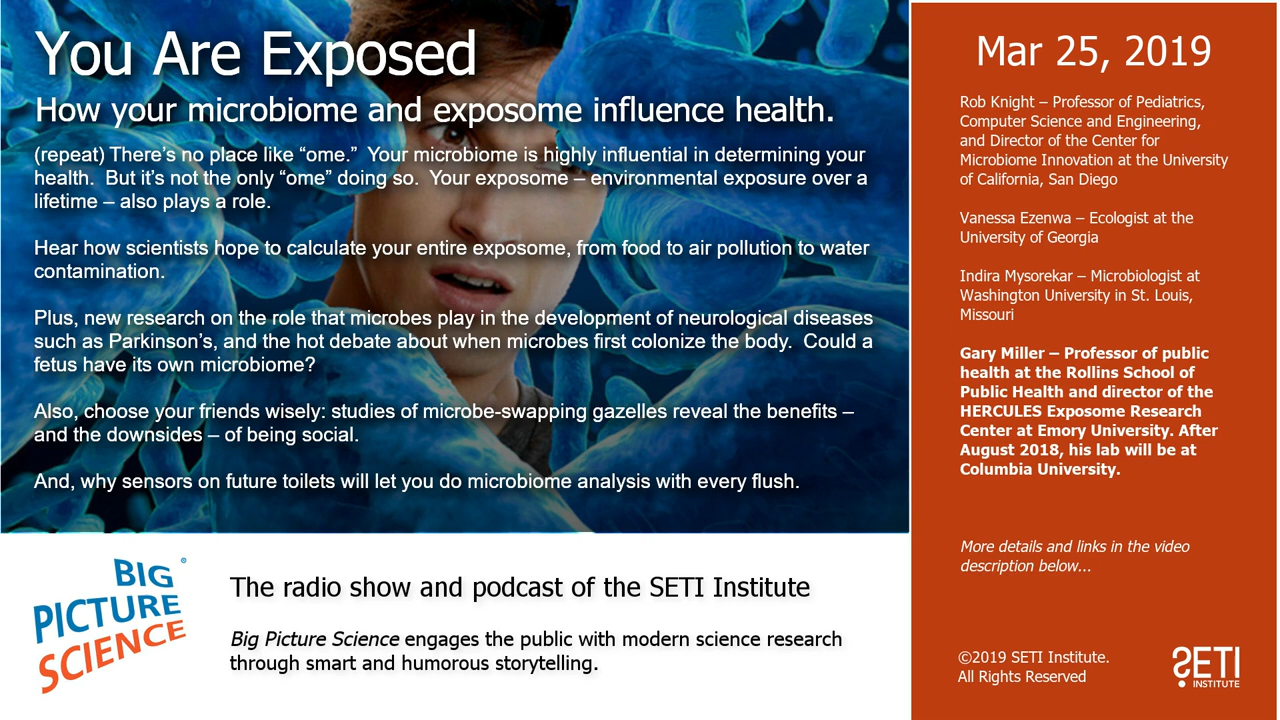 You Are Exposed
How your microbiome and exposome influence health.
(repeat) There's no place like “ome.”  Your microbiome is highly influential in determining your
health.  But it's not the only “ome” doing so.  Your exposome – environmental exposure over a
lifetime – also plays a role.
Hear how scientists hope to calculate your entire exposome, from food to air pollution to water
contamination.
Plus, new research on the role that microbes play in the development of neurological diseases
such as Parkinson's, and the hot debate about when microbes first colonize the body.  Could a
fetus have its own microbiome?
Also, choose your friends wisely: studies of microbe-swapping gazelles reveal the benefits –
and the downsides – of being social.
And, why sensors on future toilets will let you do microbiome analysis with every flush.
BIG
PICTURE
SCIENCE
®
The radio show and podcast of the SETI Institute
Big Picture Science engages the public with modern science research
through smart and humorous storytelling.
Mar 25, 2019
Rob Knight – Professor of Pediatrics,
Computer Science and Engineering,
and Director of the Center for
Microbiome Innovation at the University
of California, San Diego
Vanessa Ezenwa – Ecologist at the
University of Georgia
Indira Mysorekar – Microbiologist at
Washington University in St. Louis,
Missouri
Gary Miller – Professor of public
health at the Rollins School of
Public Health and director of the
HERCULES Exposome Research
Center at Emory University. After
August 2018, his lab will be at
Columbia University.
More details and links in the video
description below...
©2019 SETI Institute.
All Rights Reserved
SETI
INSTITUTE